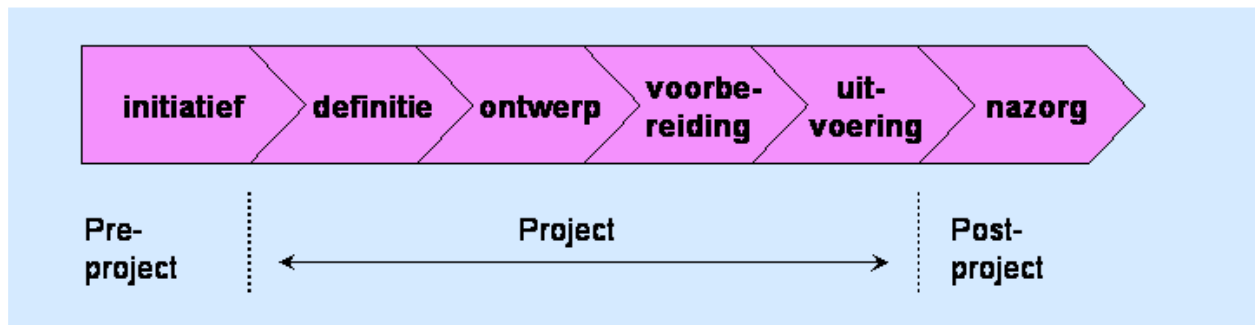 initiatief
definitie
ontwerp
voorbe-
reiding
uit-
voering
nazorg
Pre-
project
Project
Post-
project